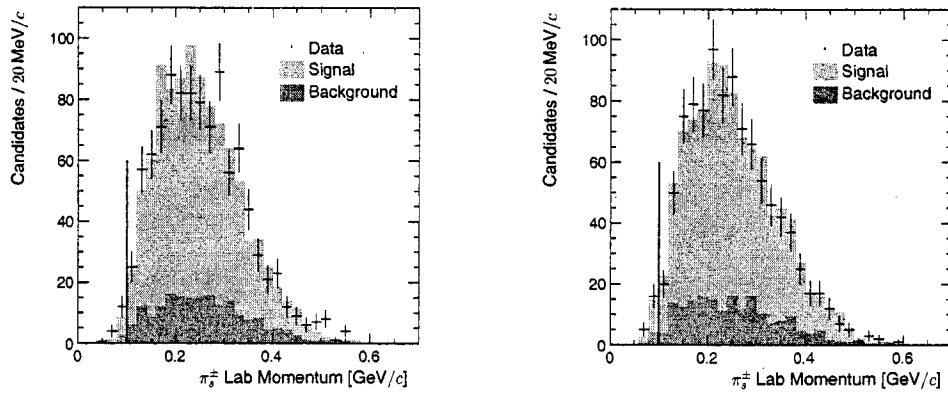 Candidates / 20 MeV/c
100
80
60
40
20
0
Data
Signal
Background
0 0.2 0.4 0.6
π_s^± Lab Momentum [GeV/c]
Candidates / 20 MeV/c
100
80
60
40
20
0
Data
Signal
Background
0 0.2 0.4 0.6
π_s^± Lab Momentum [GeV/c]